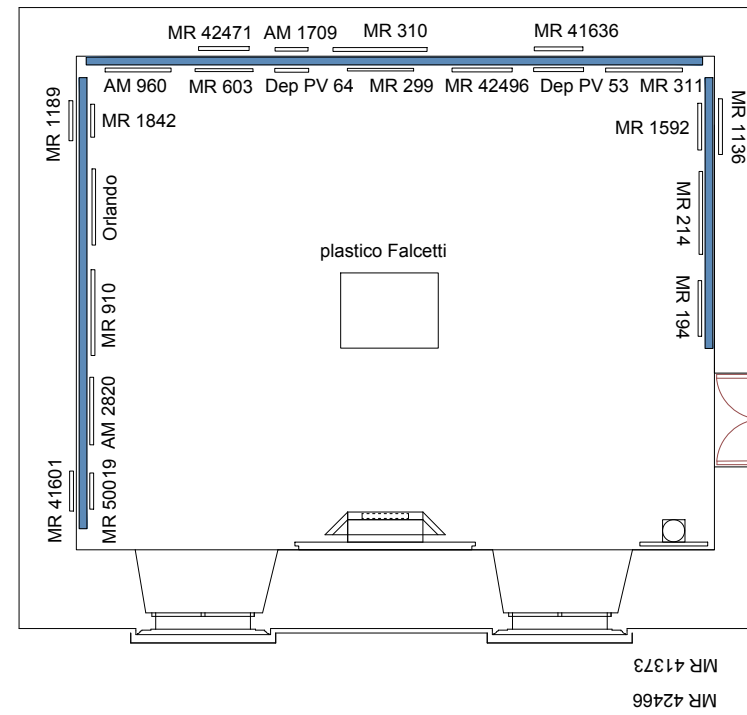 MR 42471 AM 1709 MR 310 MR 41636
AM 960 MR 603 Dep PV 64 MR 299 MR 42496 Dep PV 53 MR 311
MR 1189
MR 1842
MR 1592
MR 1136
Orlando
MR 214
plastico Falcetti
MR 910
MR 194
AM 2820
MR 41601
MR 50019
MR 41373
MR 42466